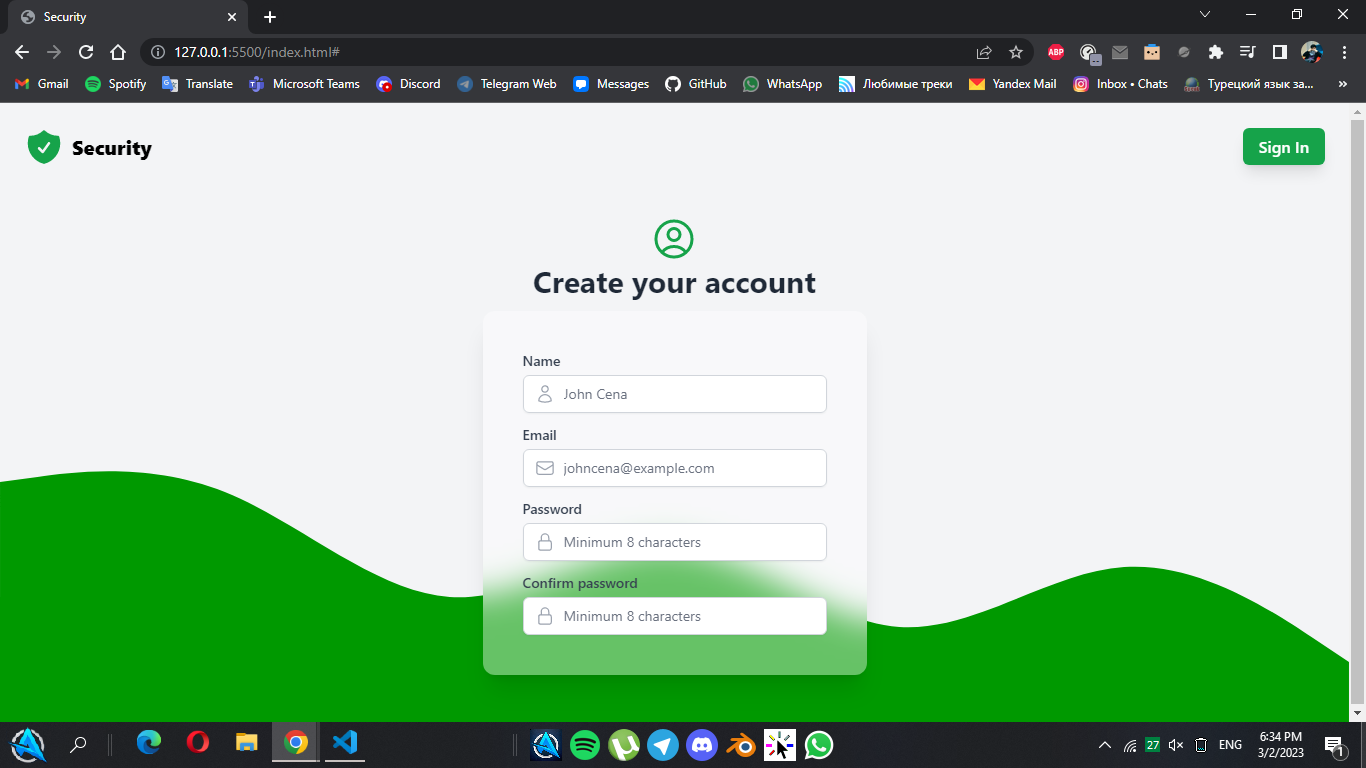 Security
127.0.0.1:5500/index.html#
ABP
Gmail
Spotify
Translate
Microsoft Teams
Discord
Telegram Web
Messages
GitHub
WhatsApp
Любимые треки
Yandex Mail
Inbox • Chats
Турецкий язык за...
Security
Sign In
Create your account
Name
John Cena
Email
johncena@example.com
Password
Minimum 8 characters
Confirm password
Minimum 8 characters
27
ENG
6:34 PM
3/2/2023
1